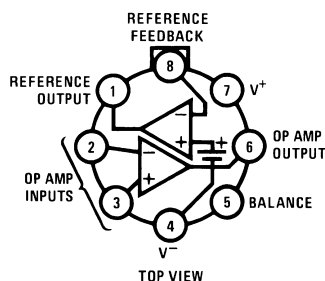 REFERENCE
FEEDBACK
REFERENCE
OUTPUT
8
1
7
V+
2
6
OP AMP
OUTPUT
OP AMP
INPUTS
3
5
BALANCE
4
V−
−
+
+
−
+
TOP VIEW